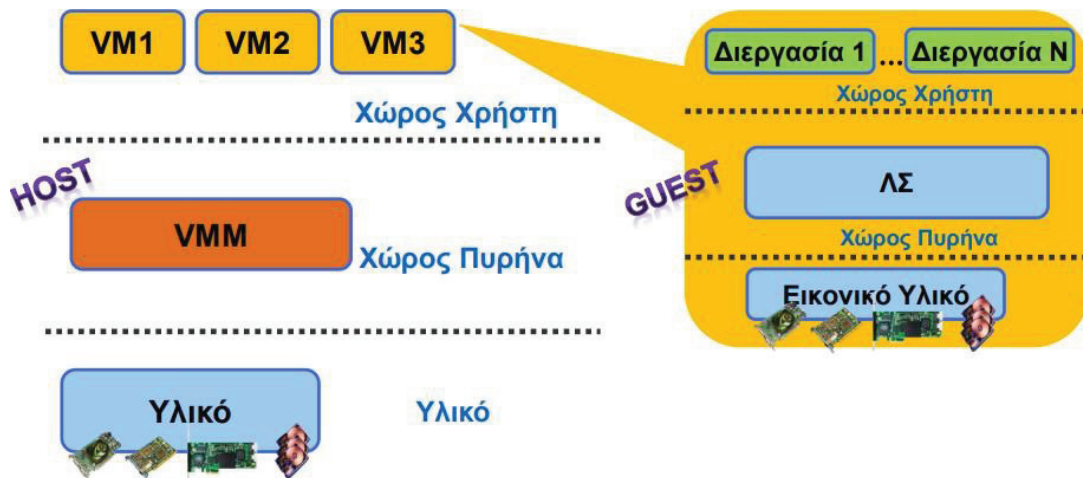 VM1 VM2 VM3
Χώρος Χρήστη
HOST
VMM
Χώρος Πυρήνα
Υλικό
Υλικό
Διεργασία 1 ... Διεργασία N
Χώρος Χρήστη
GUEST
ΛΣ
Χώρος Πυρήνα
Εικονικό Υλικό